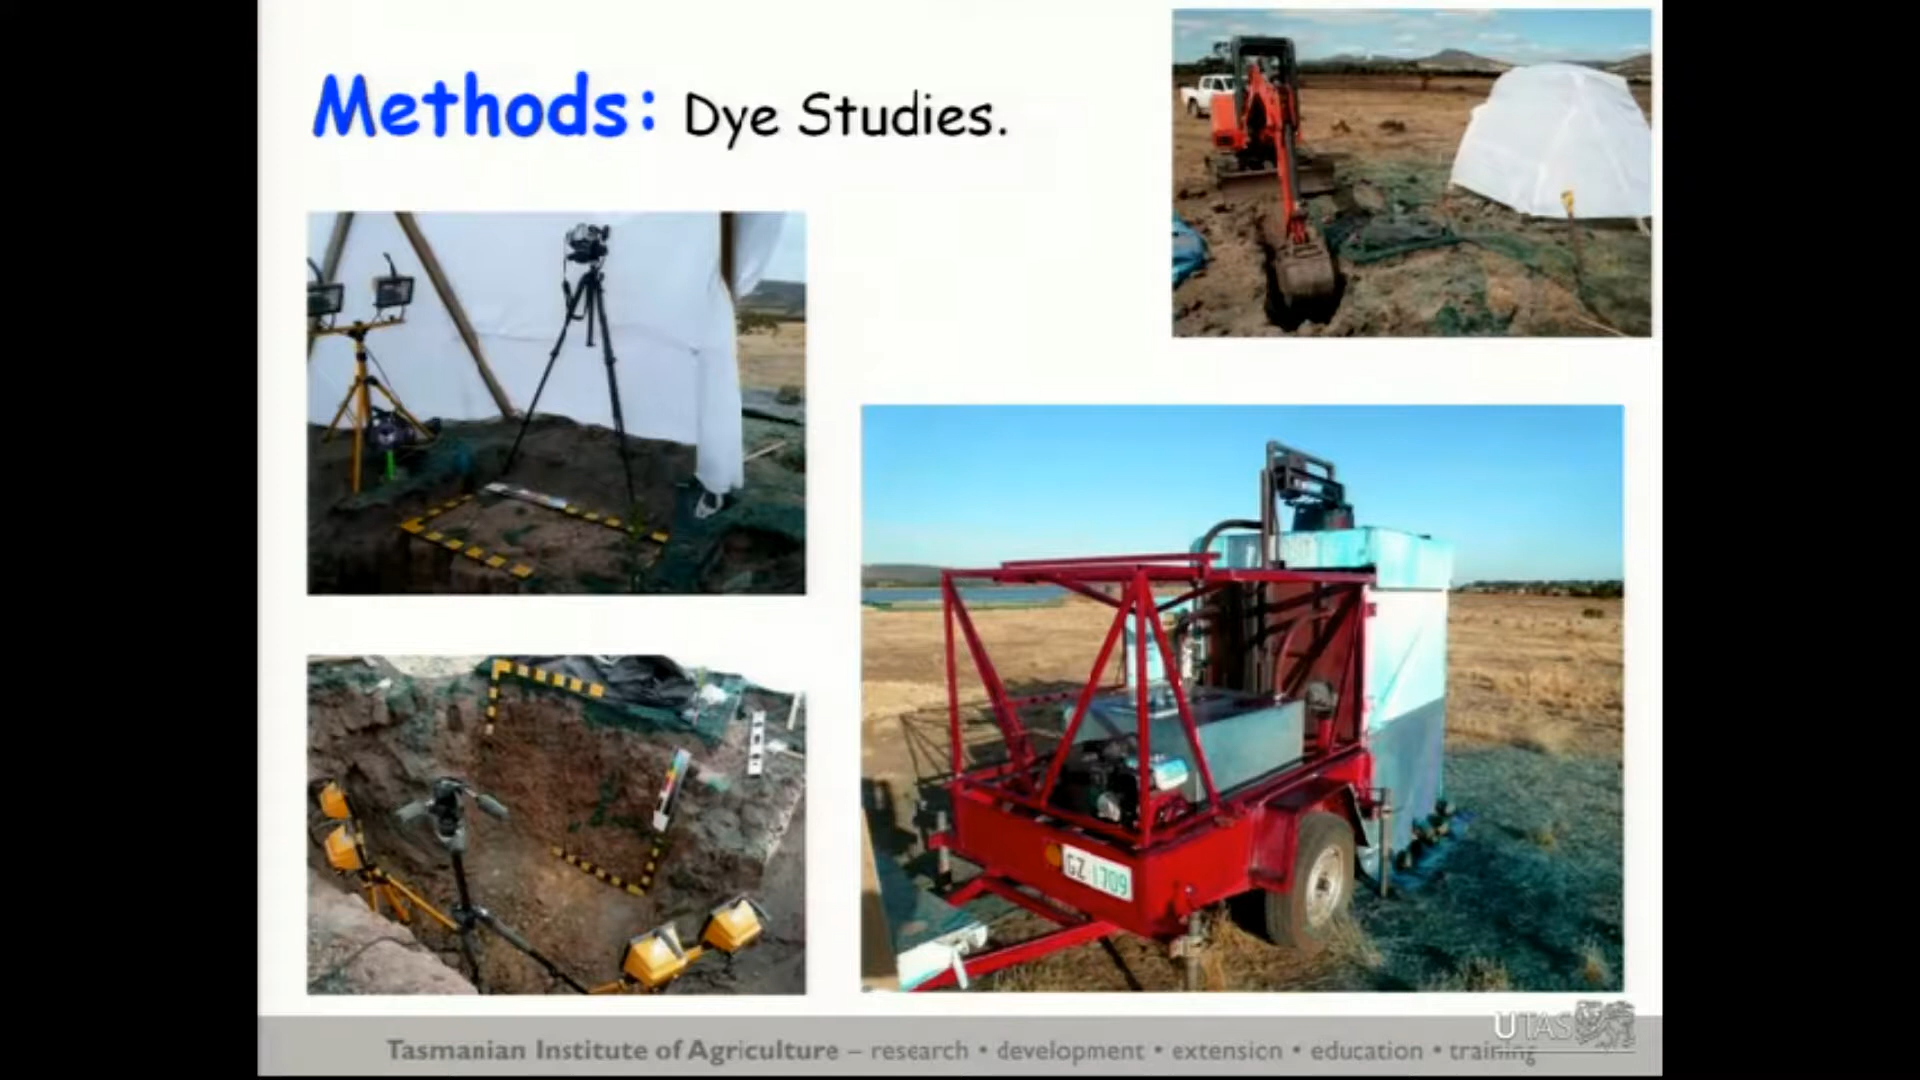 Methods: Dye Studies.
GZ 1709
UTAS
Tasmanian Institute of Agriculture – research • development • extension • education • training